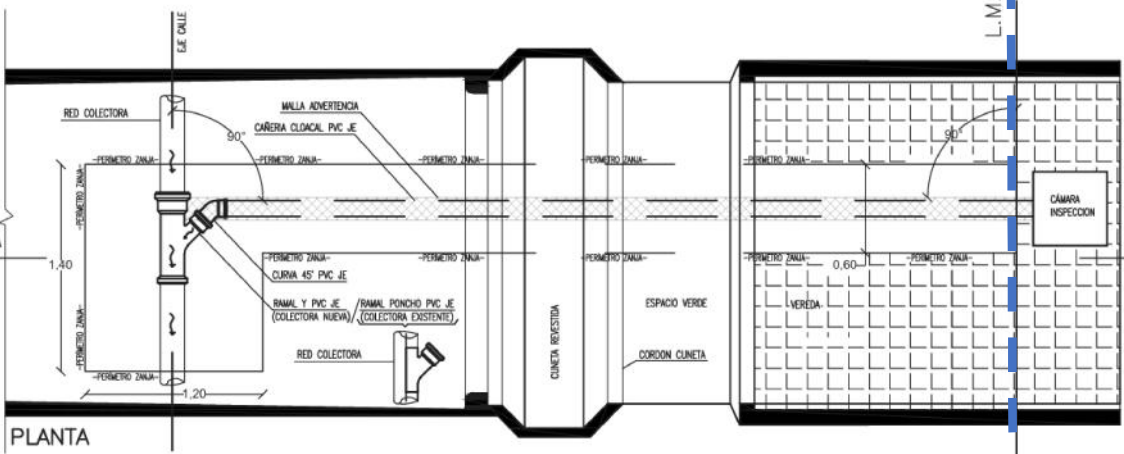 L.M.
EJE CALLE
RED COLECTORA
MALLA ADVERTENCIA
CAÑERIA CLOACAL PVC JE
90°
90°
PERIMETRO ZANJA
PERIMETRO ZANJA
PERIMETRO ZANJA
PERIMETRO ZANJA
PERIMETRO ZANJA
PERIMETRO ZANJA
CÁMARA
INSPECCION
1,40
PERIMETRO ZANJA
PERIMETRO ZANJA
PERIMETRO ZANJA
PERIMETRO ZANJA
PERIMETRO ZANJA
0,60
CURVA 45° PVC JE
RAMAL Y PVC JE
(COLECTORA NUEVA)/
RAMAL PONCHO PVC JE
(COLECTORA EXISTENTE)
ESPACIO VERDE
VEREDA
CUNETA REVESTIDA
PERIMETRO ZANJA
RED COLECTORA
CORDON CUNETA
PERIMETRO ZANJA
1,20
PLANTA